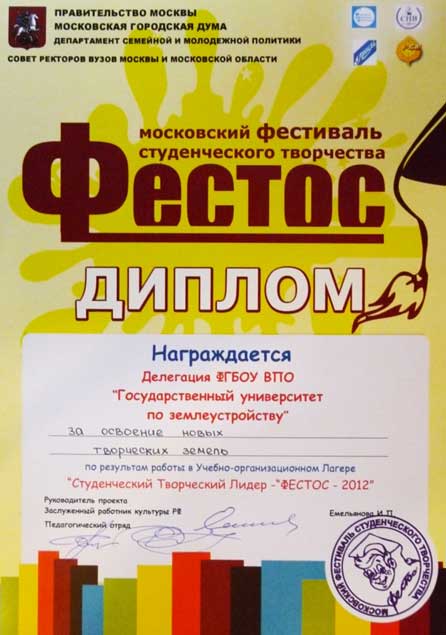 ПРАВИТЕЛЬСТВО МОСКВЫ
МОСКОВСКАЯ ГОРОДСКАЯ ДУМА
ДЕПАРТАМЕНТ СЕМЕЙНОЙ И МОЛОДЕЖНОЙ ПОЛИТИКИ
СОВЕТ РЕКТОРОВ ВУЗОВ МОСКВЫ И МОСКОВСКОЙ ОБЛАСТИ
московский фестиваль
студенческого творчества
Фестос
ДИПЛОМ
Награждается
Делегация ФГБОУ ВПО
"Государственный университет
по землеустройству"
за освоение новых
творческих земель
по результам работы в Учебно-организационном Лагере
"Студенческий Творческий Лидер -"ФЕСТОС - 2012"
Руководитель проекта
Заслуженный работник культуры РФ
Емельянова И.П.
Педагогический отряд
МОСКОВСКИЙ ФЕСТИВАЛЬ СТУДЕНЧЕСКОГО ТВОРЧЕСТВА
Фестос